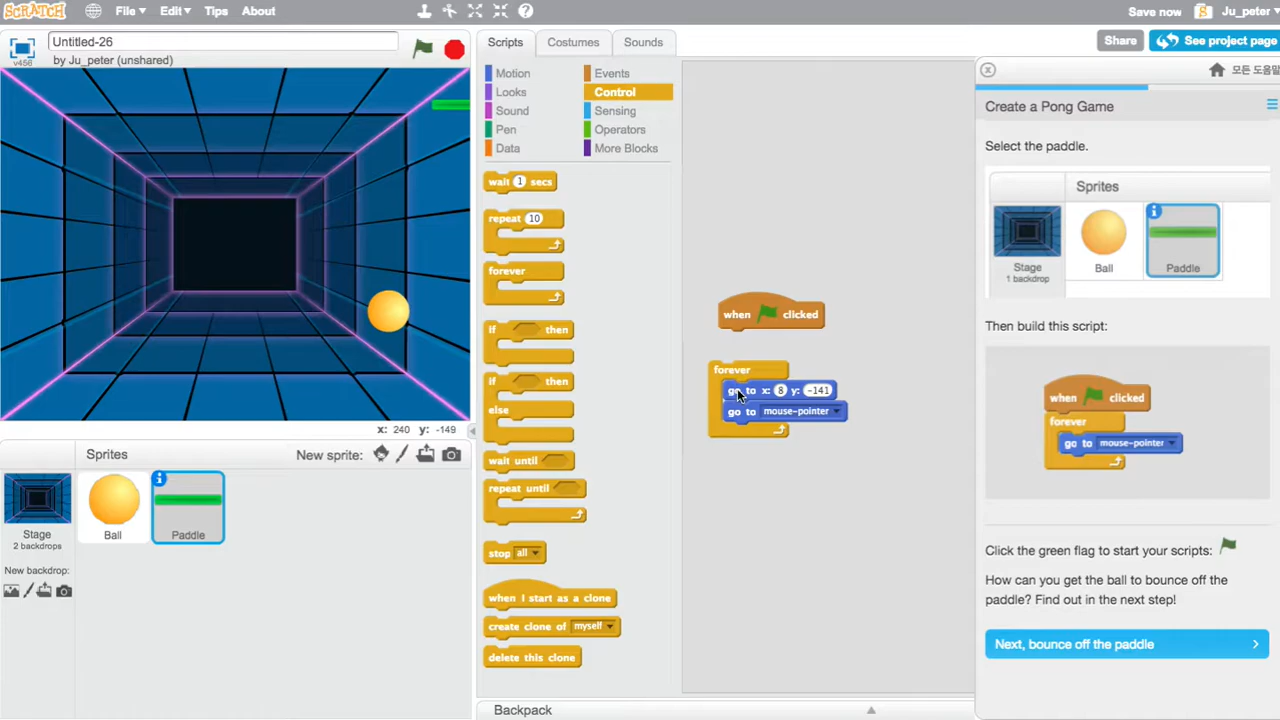 SCRATCH File Edit Tips About Save now Ju_peter
v456 Untitled-26
by Ju_peter (unshared)
Scripts Costumes Sounds
Share See project page
Motion Events
Looks Control
Sound Sensing
Pen Operators
Data More Blocks
wait 1 secs
repeat 10
forever
if then
if then
else
wait until
repeat until
stop all
when I start as a clone
create clone of myself
delete this clone
when clicked
forever
go to x: 8 y: -141
go to mouse-pointer
x: 240 y: -149
Sprites New sprite:
Stage
2 backdrops
New backdrop:
Ball
Paddle
Backpack
모든 도움말
Create a Pong Game
Select the paddle.
Sprites
Stage
1 backdrop
Ball
Paddle
Then build this script:
when clicked
forever
go to mouse-pointer
Click the green flag to start your scripts:
How can you get the ball to bounce off the
paddle? Find out in the next step!
Next, bounce off the paddle